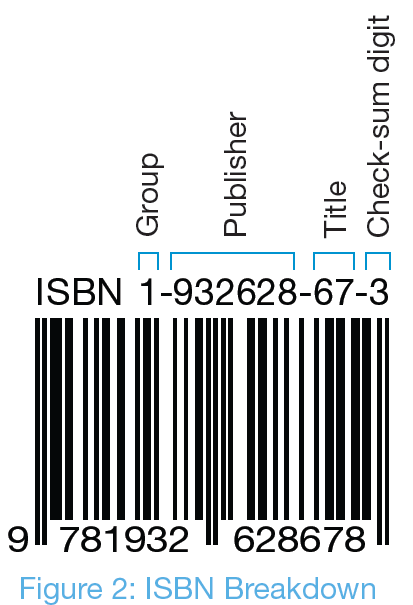 Group
Publisher
Title
Check-sum digit
ISBN 1-932628-67-3
9 781932 628678
Figure 2: ISBN Breakdown